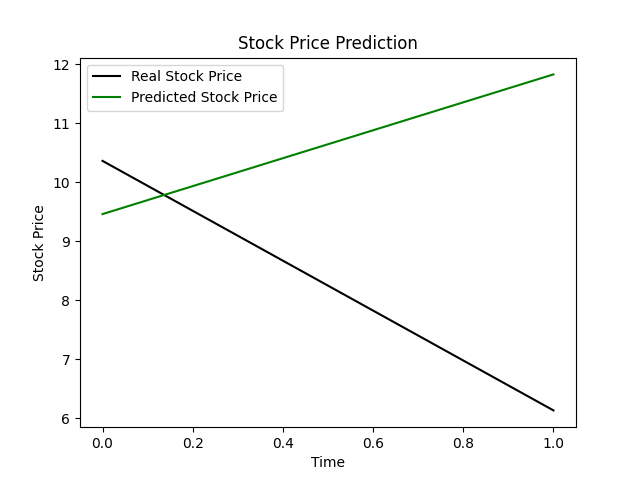 Stock Price Prediction
Real Stock Price
Predicted Stock Price
Stock Price
12
11
10
9
8
7
6
0.0 0.2 0.4 0.6 0.8 1.0
Time